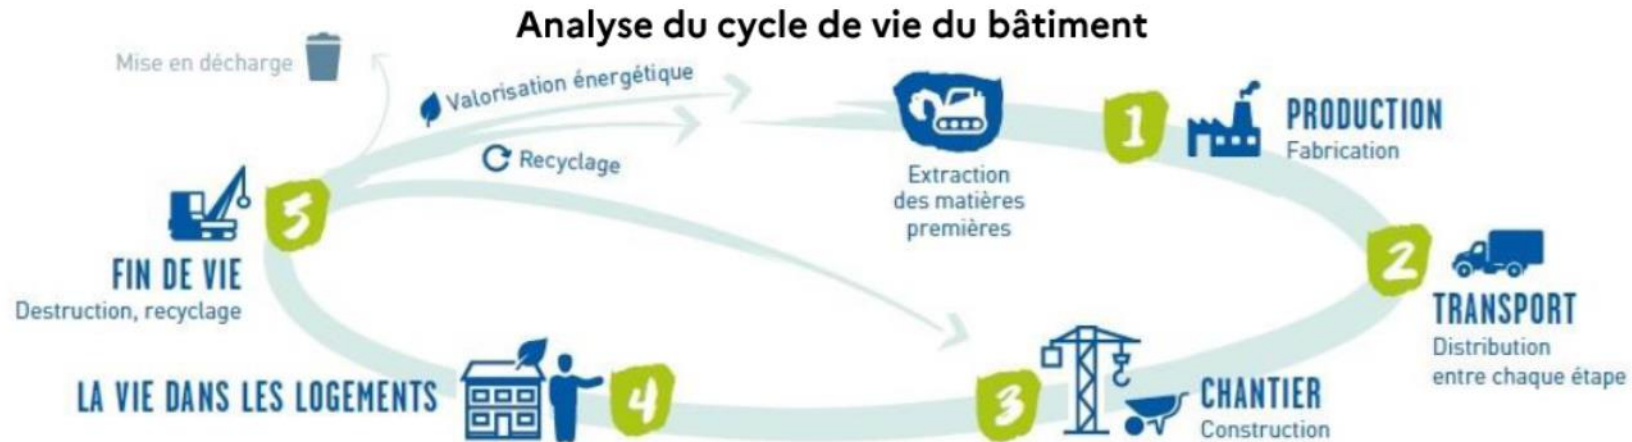 Analyse du cycle de vie du bâtiment
Mise en décharge
Valorisation énergétique
Recyclage
Extraction
des matières
premières
1
PRODUCTION
Fabrication
2
TRANSPORT
Distribution
entre chaque étape
3
CHANTIER
Construction
4
LA VIE DANS LES LOGEMENTS
5
FIN DE VIE
Destruction, recyclage